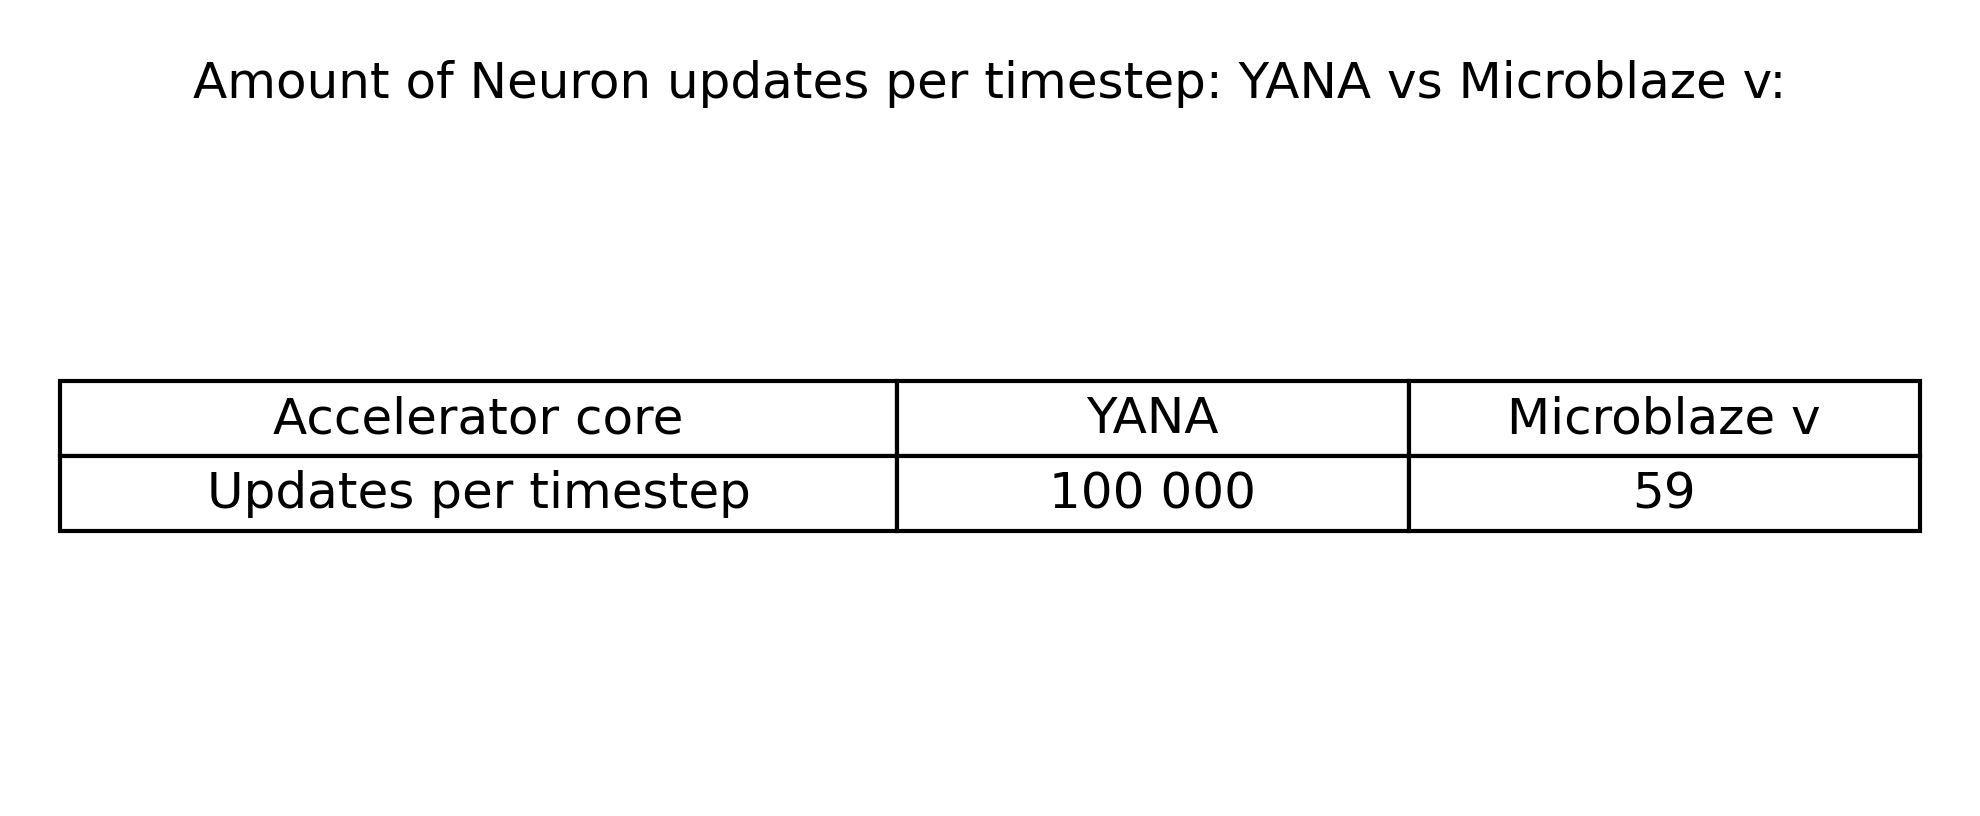 Amount of Neuron updates per timestep: YANA vs Microblaze v:
Accelerator core YANA Microblaze v
Updates per timestep 100 000 59